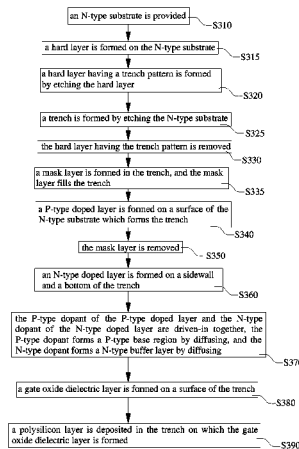 an N-type substrate is provided
S310
a hard layer is formed on the N-type substrate
S315
a hard layer having a trench pattern is formed
by etching the hard layer
S320
a trench is formed by etching the N-type substrate
S325
the hard layer having the trench pattern is removed
S330
a mask layer is formed in the trench, and the mask
layer fills the trench
S335
a P-type doped layer is formed on a surface of the
N-type substrate which forms the trench
S340
the mask layer is removed
S350
an N-type doped layer is formed on a sidewall
and a bottom of the trench
S360
the P-type dopant of the P-type doped layer and the N-type
dopant of the N-type doped layer are driven-in together, the
P-type dopant forms a P-type base region by diffusing, and the
N-type dopant forms a N-type buffer layer by diffusing
S370
a gate oxide dielectric layer is formed on a surface of the trench
S380
a polysilicon layer is deposited in the trench on which the gate
oxide dielectric layer is formed
S390